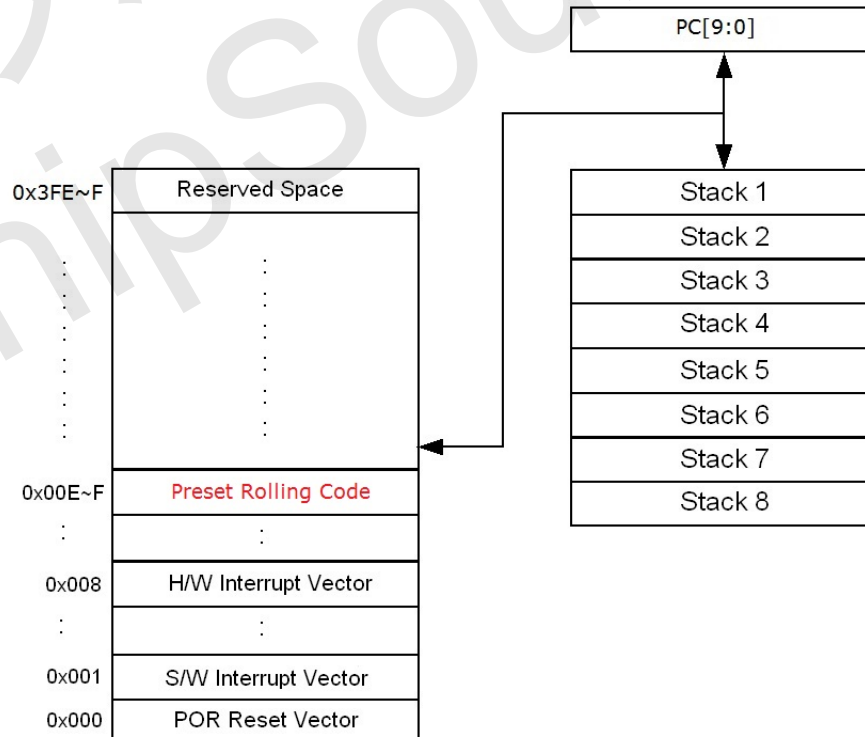 PC[9:0]
0x3FE~F Reserved Space
Stack 1
Stack 2
Stack 3
Stack 4
Stack 5
Stack 6
Stack 7
Stack 8
0x00E~F Preset Rolling Code
0x008 H/W Interrupt Vector
0x001 S/W Interrupt Vector
0x000 POR Reset Vector